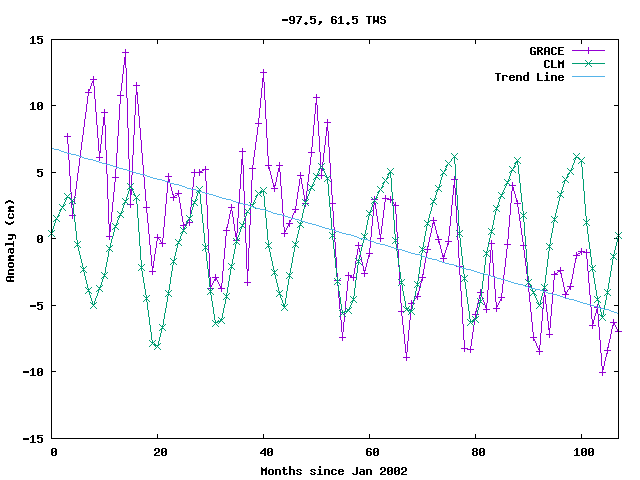 -97.5, 61.5 TWS
GRACE
CLM
Trend Line
15
10
5
0
-5
-10
-15
Anomaly (cm)
0 20 40 60 80 100
Months since Jan 2002